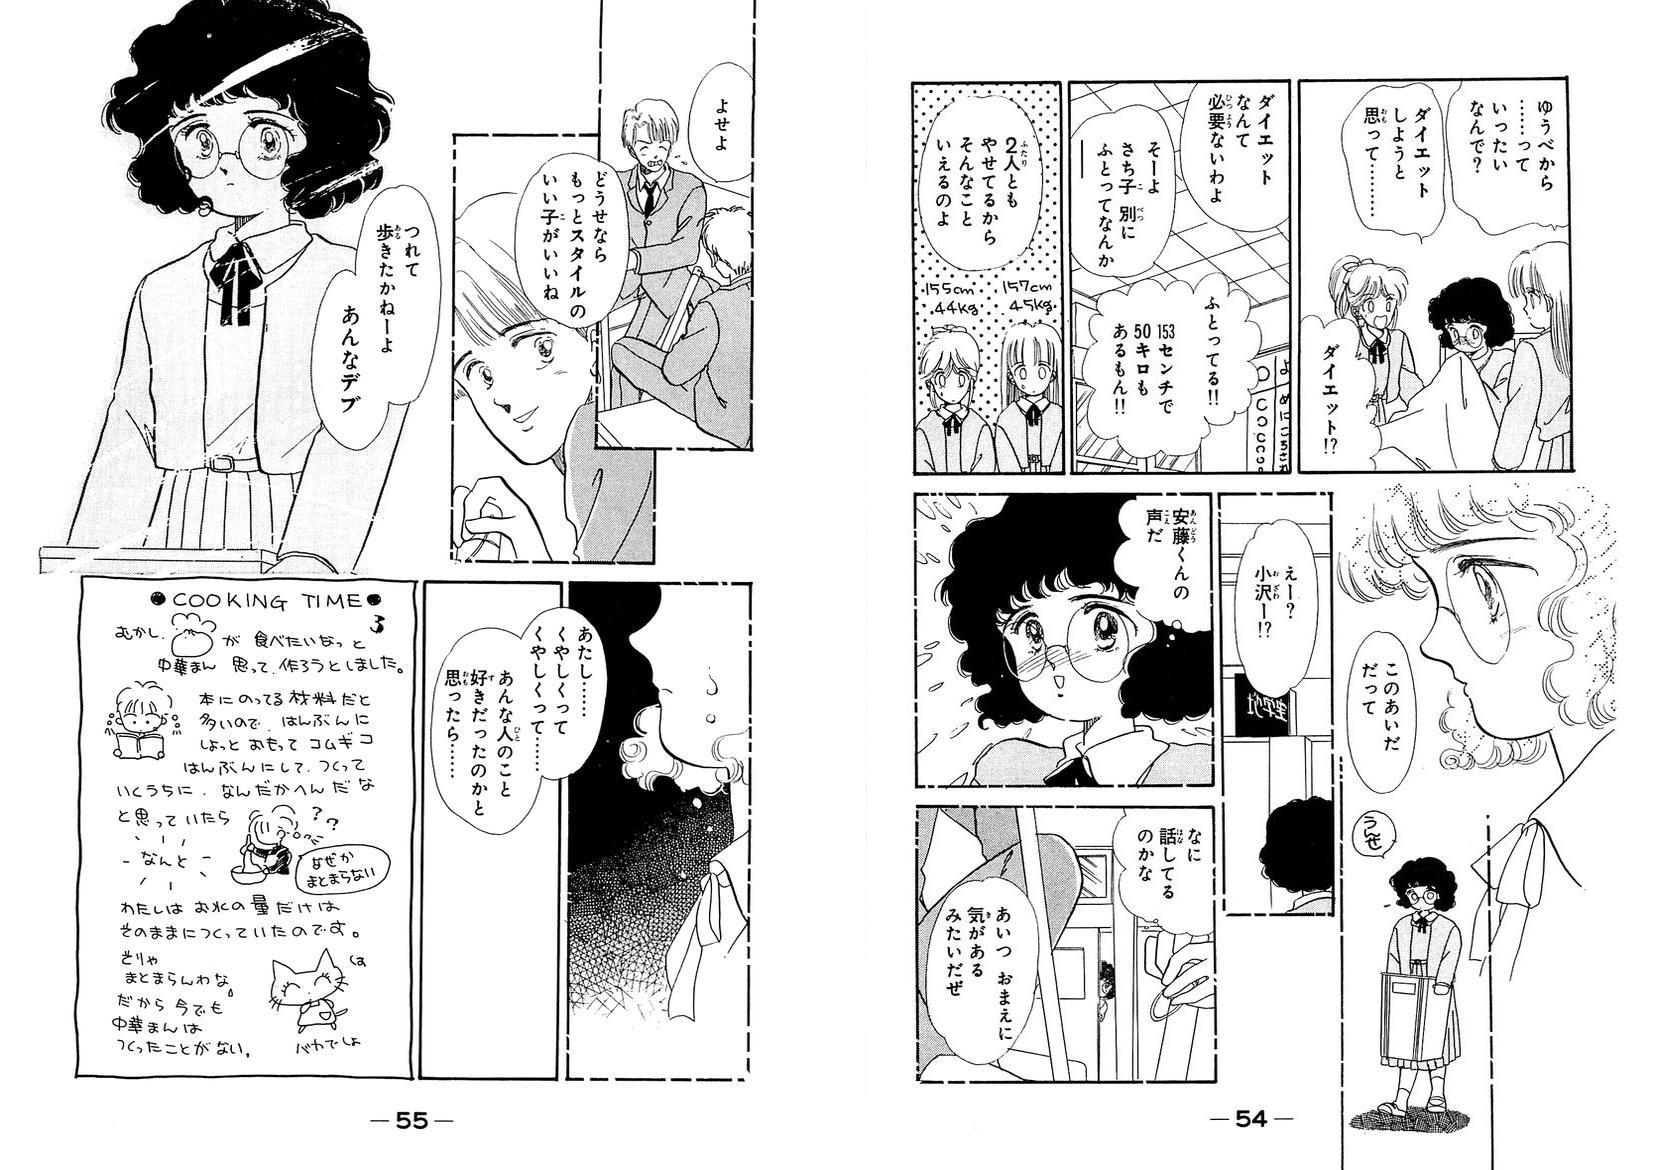 ゆうべから
……って
いったい
なんで?
ダイエット
しようと
思って………
ダイエット!?
ダイエット
なんて
必要ないわよ
そーよ
さち子 別に
ふとってなんか
ー
ふとってる!!
153センチで
50キロも
あるもん!!
2人とも
やせてるから
そんなこと
いえるのよ
157cm
45kg
155cm
44kg
このあいだ
だって
えー?
小沢ー!?
安藤くんの
声だ
なに
話してる
のかな
あいつ おまえに
気がある
みたいだぜ
— 54 —
よせよ
どうせなら
もっとスタイルの
いい子がいいね
つれて
歩きたかねーよ
あんなデブ
あたし……
くやしくって
くやしくって……
あんな人のこと
好きだったのかと
思ったら……
●COOKING TIME●
3
むかし.
中華まん
が 食べたいなっと
思って.作ろうとしました。
本にのってる材料だと
多いので. はんぶんに
しよっと おもって コムギコ
はんぶんにして.つくって
いくうちに. なんだかへんだな
と思っていたら
??
なぜか
まとまらない
なんと
わたしは お水の量だけは
そのままにつくっていたのです。
そりゃ
まとまらんわな。
だから 今でも
中華まんは
つくったことがない。
は
バカでしょ
— 55 —